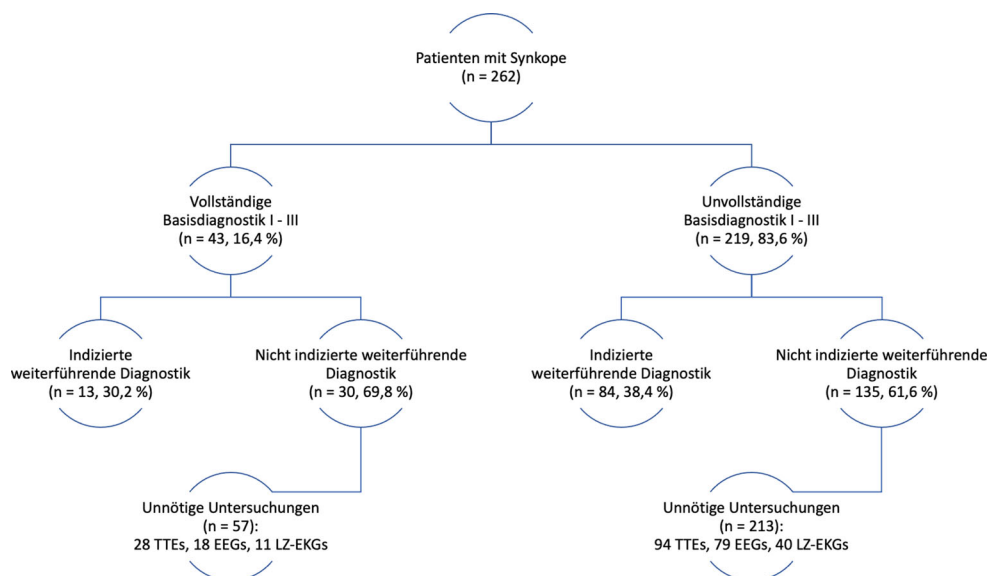 Patienten mit Synkope
(n = 262)
Vollständige
Basisdiagnostik I - III
(n = 43, 16,4 %)
Unvollständige
Basisdiagnostik I - III
(n = 219, 83,6 %)
Indizierte
weiterführende Diagnostik
(n = 13, 30,2 %)
Nicht indizierte weiterführende
Diagnostik
(n = 30, 69,8 %)
Indizierte
weiterführende Diagnostik
(n = 84, 38,4 %)
Nicht indizierte weiterführende
Diagnostik
(n = 135, 61,6 %)
Unnötige Untersuchungen
(n = 57):
28 TTEs, 18 EEGs, 11 LZ-EKGs
Unnötige Untersuchungen
(n = 213):
94 TTEs, 79 EEGs, 40 LZ-EKGs